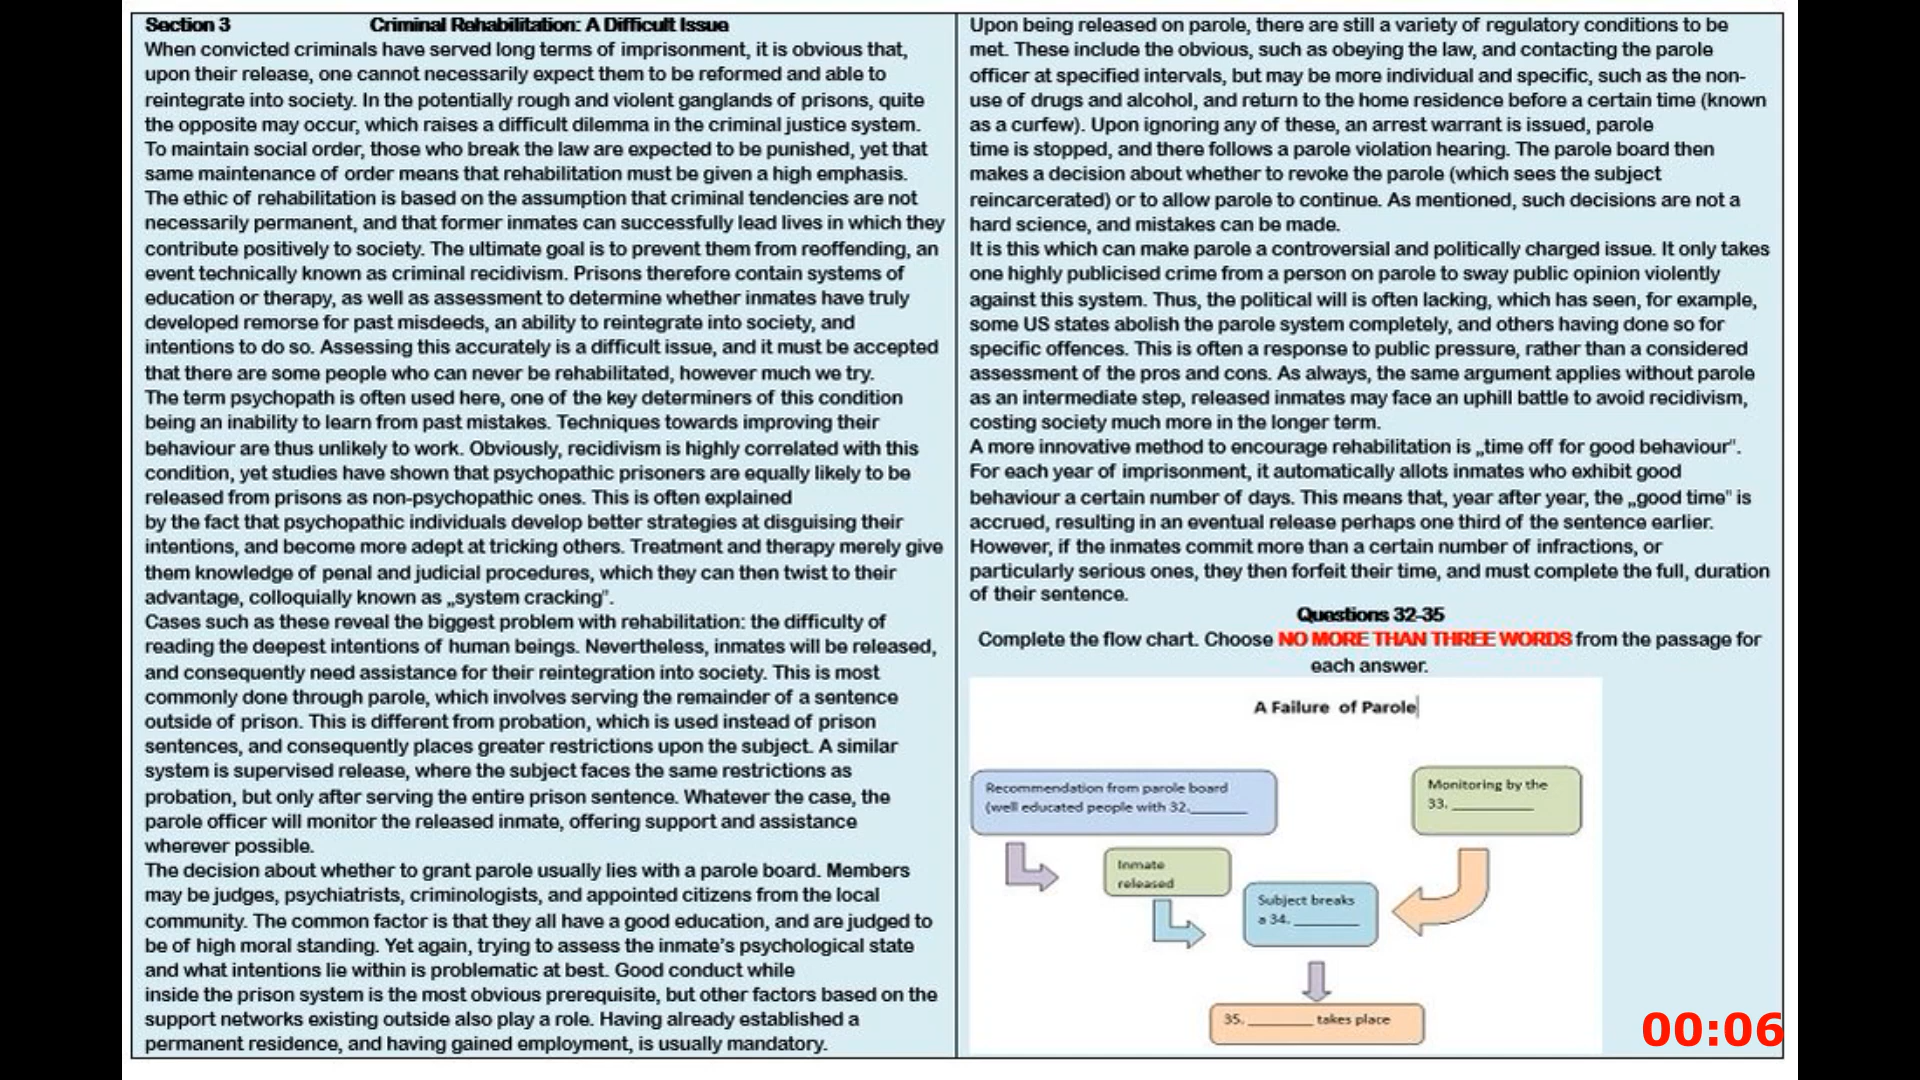 Section 3 Criminal Rehabilitation: A Difficult Issue
When convicted criminals have served long terms of imprisonment, it is obvious that,
upon their release, one cannot necessarily expect them to be reformed and able to
reintegrate into society. In the potentially rough and violent ganglands of prisons, quite
the opposite may occur, which raises a difficult dilemma in the criminal justice system.
To maintain social order, those who break the law are expected to be punished, yet that
same maintenance of order means that rehabilitation must be given a high emphasis.
The ethic of rehabilitation is based on the assumption that criminal tendencies are not
necessarily permanent, and that former inmates can successfully lead lives in which they
contribute positively to society. The ultimate goal is to prevent them from reoffending, an
event technically known as criminal recidivism. Prisons therefore contain systems of
education or therapy, as well as assessment to determine whether inmates have truly
developed remorse for past misdeeds, an ability to reintegrate into society, and
intentions to do so. Assessing this accurately is a difficult issue, and it must be accepted
that there are some people who can never be rehabilitated, however much we try.
The term psychopath is often used here, one of the key determiners of this condition
being an inability to learn from past mistakes. Techniques towards improving their
behaviour are thus unlikely to work. Obviously, recidivism is highly correlated with this
condition, yet studies have shown that psychopathic prisoners are equally likely to be
released from prisons as non-psychopathic ones. This is often explained
by the fact that psychopathic individuals develop better strategies at disguising their
intentions, and become more adept at tricking others. Treatment and therapy merely give
them knowledge of penal and judicial procedures, which they can then twist to their
advantage, colloquially known as „system cracking".
Cases such as these reveal the biggest problem with rehabilitation: the difficulty of
reading the deepest intentions of human beings. Nevertheless, inmates will be released,
and consequently need assistance for their reintegration into society. This is most
commonly done through parole, which involves serving the remainder of a sentence
outside of prison. This is different from probation, which is used instead of prison
sentences, and consequently places greater restrictions upon the subject. A similar
system is supervised release, where the subject faces the same restrictions as
probation, but only after serving the entire prison sentence. Whatever the case, the
parole officer will monitor the released inmate, offering support and assistance
wherever possible.
The decision about whether to grant parole usually lies with a parole board. Members
may be judges, psychiatrists, criminologists, and appointed citizens from the local
community. The common factor is that they all have a good education, and are judged to
be of high moral standing. Yet again, trying to assess the inmate's psychological state
and what intentions lie within is problematic at best. Good conduct while
inside the prison system is the most obvious prerequisite, but other factors based on the
support networks existing outside also play a role. Having already established a
permanent residence, and having gained employment, is usually mandatory.
Upon being released on parole, there are still a variety of regulatory conditions to be
met. These include the obvious, such as obeying the law, and contacting the parole
officer at specified intervals, but may be more individual and specific, such as the non-
use of drugs and alcohol, and return to the home residence before a certain time (known
as a curfew). Upon ignoring any of these, an arrest warrant is issued, parole
time is stopped, and there follows a parole violation hearing. The parole board then
makes a decision about whether to revoke the parole (which sees the subject
reincarcerated) or to allow parole to continue. As mentioned, such decisions are not a
hard science, and mistakes can be made.
It is this which can make parole a controversial and politically charged issue. It only takes
one highly publicised crime from a person on parole to sway public opinion violently
against this system. Thus, the political will is often lacking, which has seen, for example,
some US states abolish the parole system completely, and others having done so for
specific offences. This is often a response to public pressure, rather than a considered
assessment of the pros and cons. As always, the same argument applies without parole
as an intermediate step, released inmates may face an uphill battle to avoid recidivism,
costing society much more in the longer term.
A more innovative method to encourage rehabilitation is „time off for good behaviour".
For each year of imprisonment, it automatically allots inmates who exhibit good
behaviour a certain number of days. This means that, year after year, the „good time" is
accrued, resulting in an eventual release perhaps one third of the sentence earlier.
However, if the inmates commit more than a certain number of infractions, or
particularly serious ones, they then forfeit their time, and must complete the full, duration
of their sentence.
Questions 32-35
Complete the flow chart. Choose NO MORE THAN THREE WORDS from the passage for
each answer.
A Failure of Parole
Recommendation from parole board
(well educated people with 32.______
Monitoring by the
33. ________
Inmate
released
Subject breaks
a 34. ________
35. ________ takes place
00:06